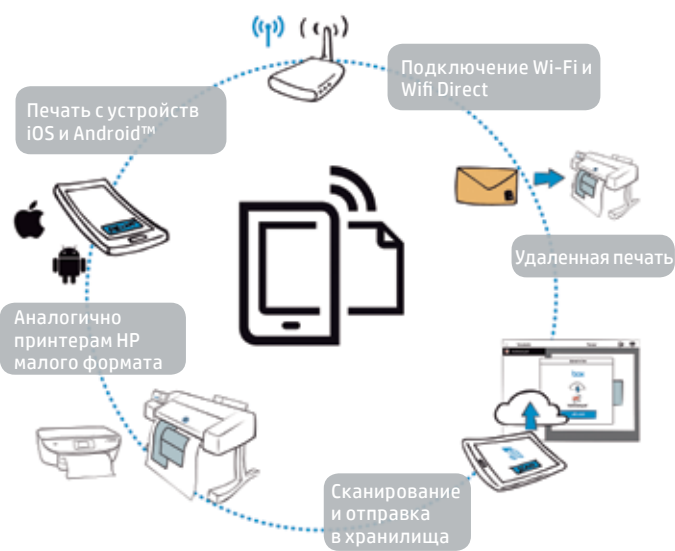 Подключение Wi-Fi и
Wifi Direct
Печать с устройств
iOS и Android™
Удаленная печать
Аналогично
принтерам HP
малого формата
box
Сканирование
и отправка
в хранилища